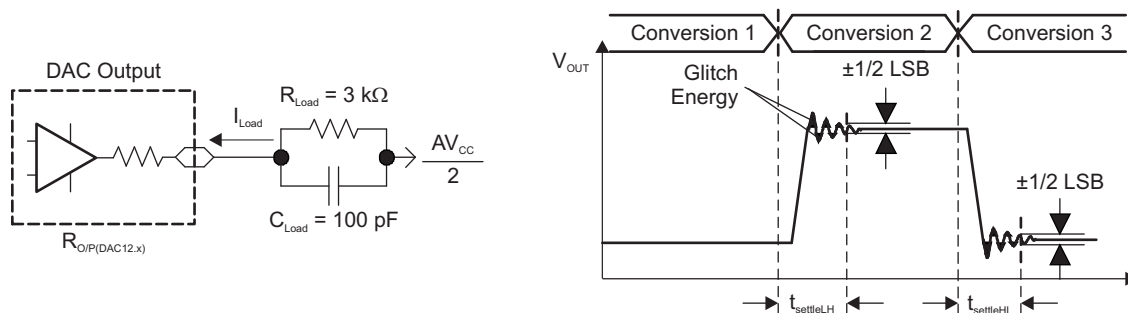 DAC Output
I_Load
R_Load = 3 kΩ
AV_CC
2
C_Load = 100 pF
R_O/P(DAC12.x)
Conversion 1
Conversion 2
Conversion 3
V_OUT
Glitch
Energy
±1/2 LSB
±1/2 LSB
t_settleLH
t_settleHL